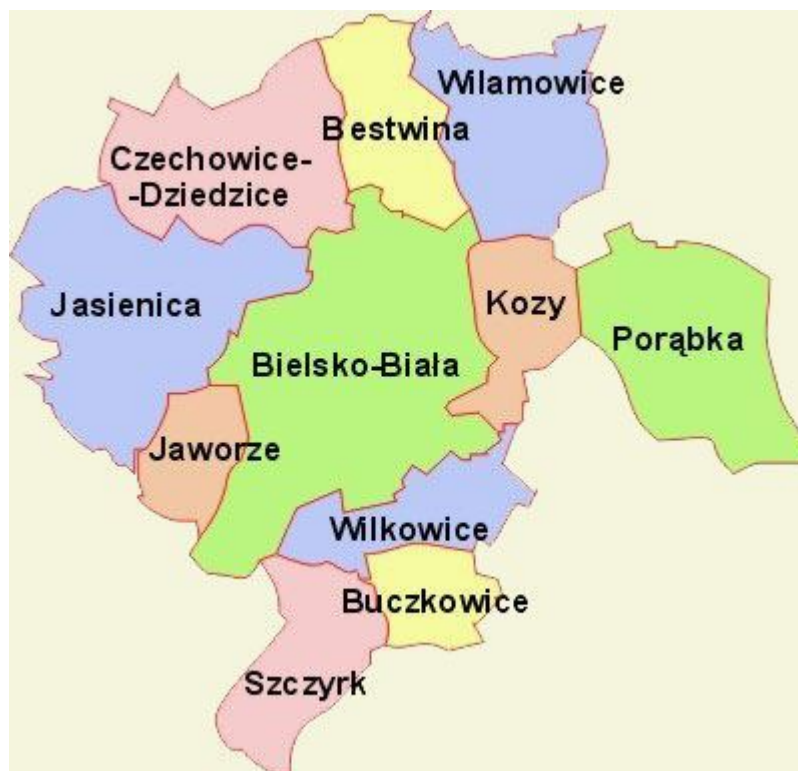 Wilamowice
Bestwina
Czechowice-
-Dziedzice
Jasienica
Kozy
Porąbka
Bielsko-Biała
Jaworze
Wilkowice
Buczkowice
Szczyrk